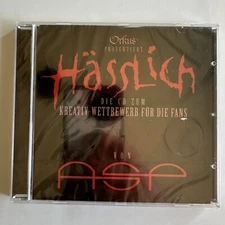 Orkus
PRÄSENTIERT
HÄSSLICH
DIE CD ZUM
KREATIV-WETTBEWERB FÜR DIE FANS
VON
ASP